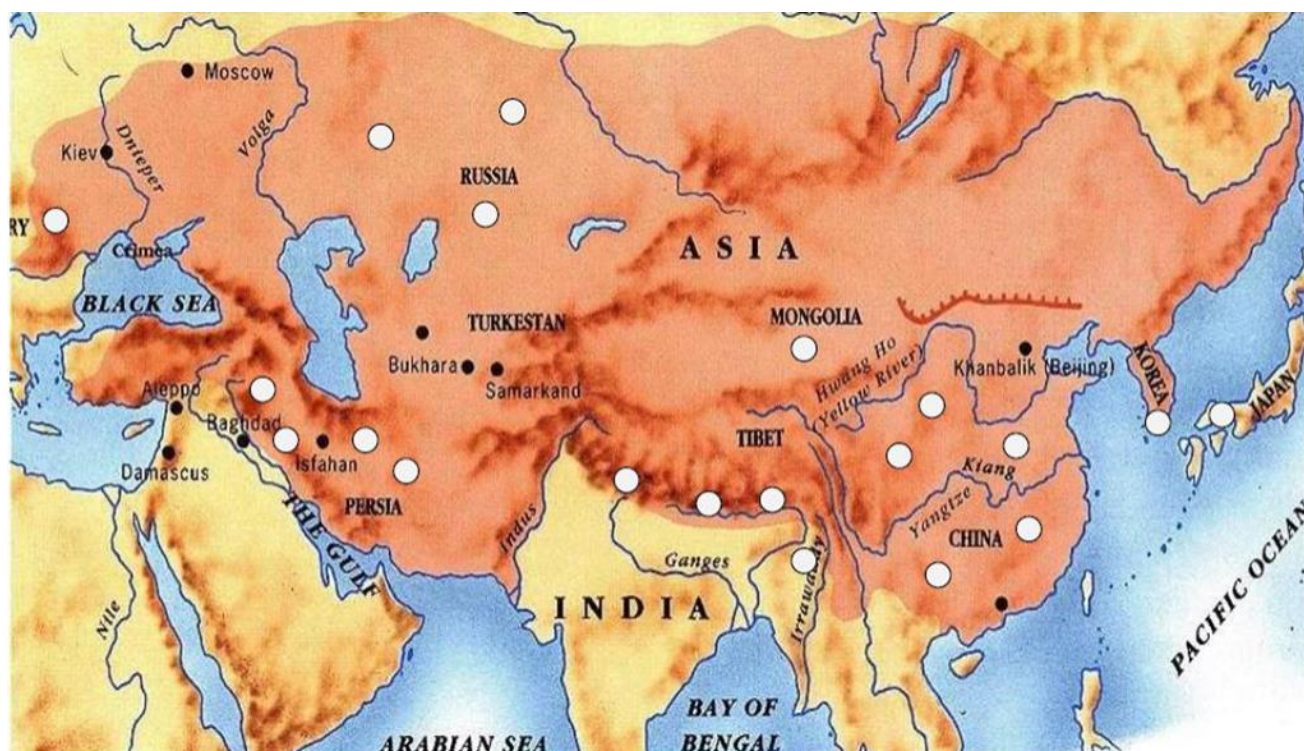 Moscow
Volga
Dnieper
Kiev
RUSSIA
RY
Crimea
ASIA
BLACK SEA
TURKESTAN
MONGOLIA
Bukhara
Samarkand
Hwang Ho
(Yellow River)
Khanbalik (Beijing)
KOREA
JAPAN
Aleppo
Baghdad
Isfahan
Damascus
TIBET
Kiang
Yangtze
PERSIA
THE GULF
Indus
Ganges
CHINA
Irrawaddy
INDIA
Nile
PACIFIC OCEAN
BAY OF
BENGAL
ARABIAN SEA